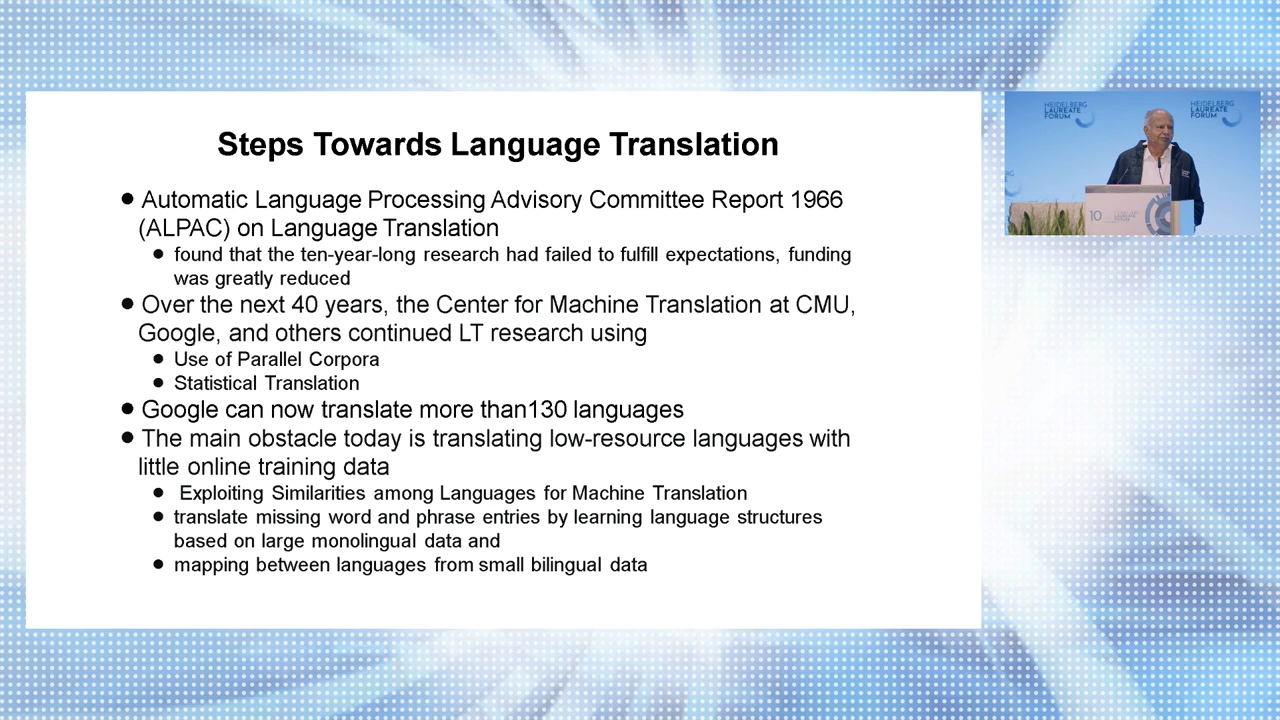 Steps Towards Language Translation
● Automatic Language Processing Advisory Committee Report 1966
(ALPAC) on Language Translation
● found that the ten-year-long research had failed to fulfill expectations, funding
was greatly reduced
● Over the next 40 years, the Center for Machine Translation at CMU,
Google, and others continued LT research using
● Use of Parallel Corpora
● Statistical Translation
● Google can now translate more than130 languages
● The main obstacle today is translating low-resource languages with
little online training data
● Exploiting Similarities among Languages for Machine Translation
● translate missing word and phrase entries by learning language structures
based on large monolingual data and
● mapping between languages from small bilingual data
HEIDELBERG
LAUREATE
FORUM
HEIDELBERG
LAUREATE
FORUM
10